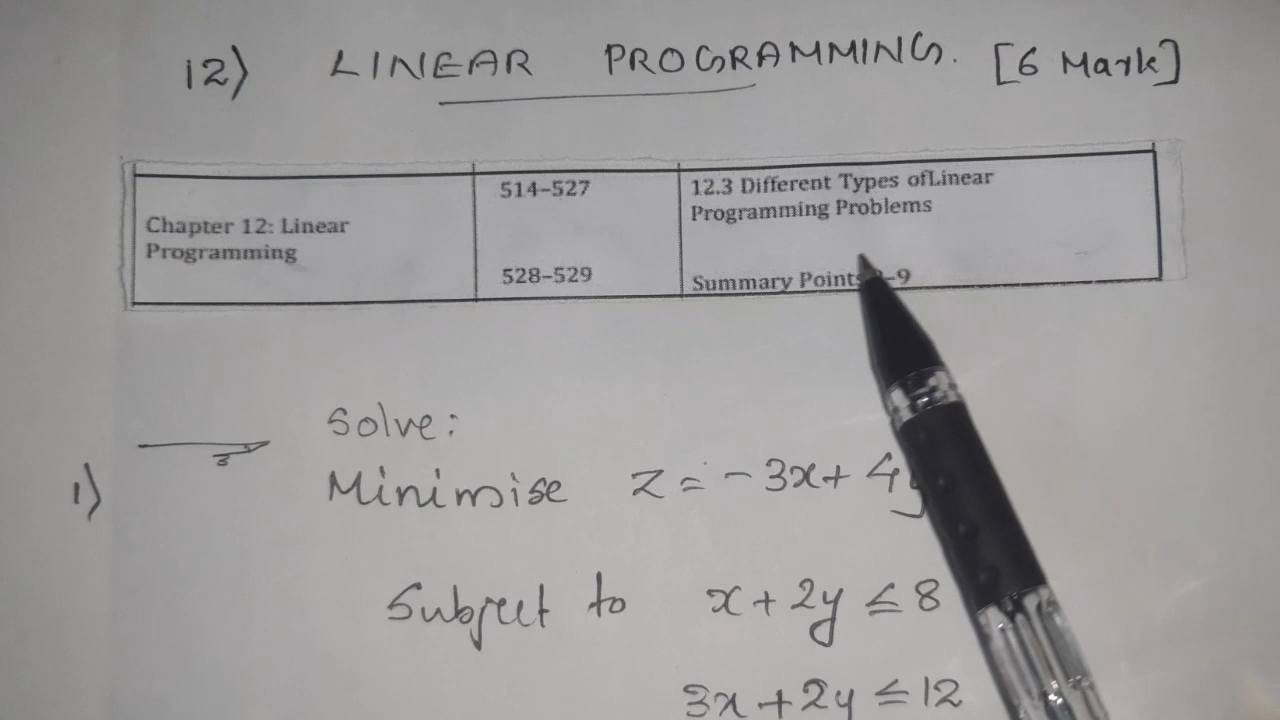 12) LINEAR PROGRAMMING. [6 Mark]
Chapter 12: Linear
Programming
514–527
12.3 Different Types ofLinear
Programming Problems
528–529
Summary Points –9
Solve:
1) Minimise Z = -3x + 4y
Subject to x + 2y ≤ 8
3x + 2y ≤ 12